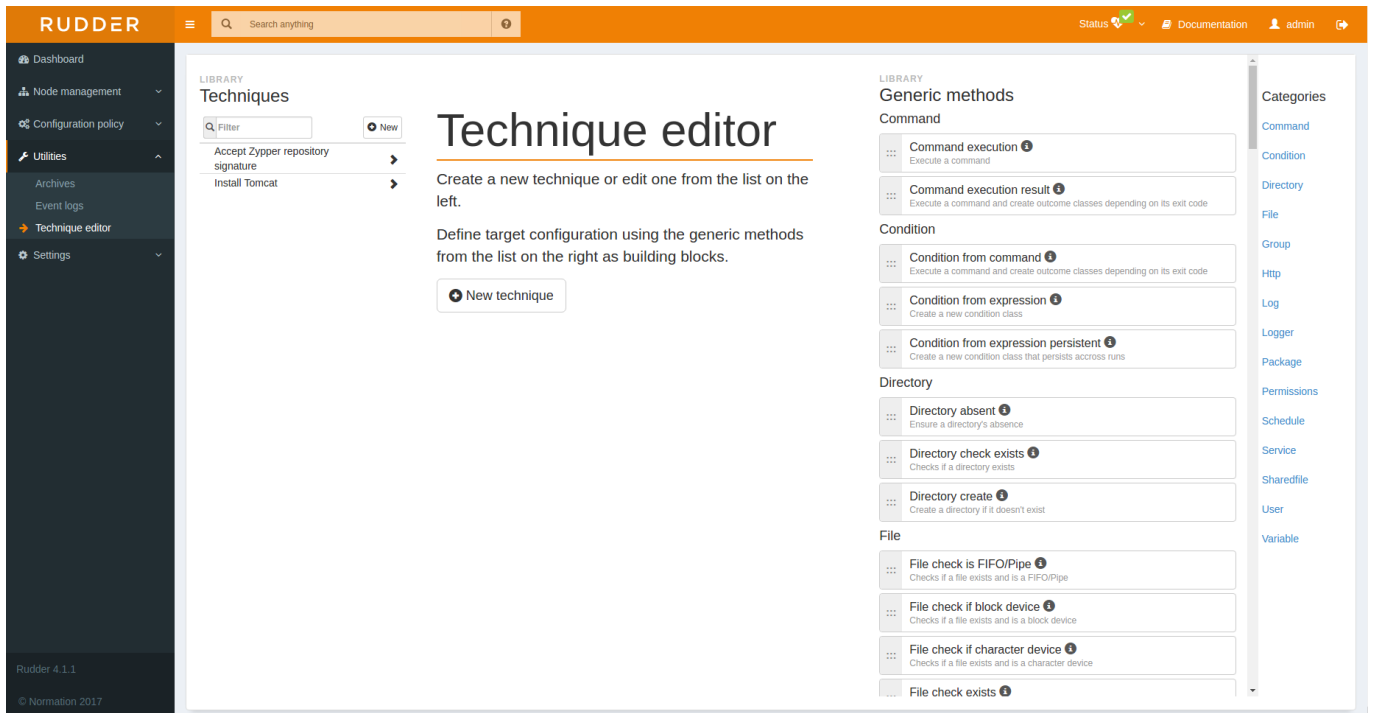 RUDDER
Search anything
Status
Documentation
admin
Dashboard
Node management
Configuration policy
Utilities
Archives
Event logs
Technique editor
Settings
Rudder 4.1.1
© Normation 2017
LIBRARY
Techniques
Filter
New
Accept Zypper repository
signature
Install Tomcat
Technique editor
Create a new technique or edit one from the list on the
left.
Define target configuration using the generic methods
from the list on the right as building blocks.
New technique
LIBRARY
Generic methods
Command
Command execution
Execute a command
Command execution result
Execute a command and create outcome classes depending on its exit code
Condition
Condition from command
Execute a command and create outcome classes depending on its exit code
Condition from expression
Create a new condition class
Condition from expression persistent
Create a new condition class that persists accross runs
Directory
Directory absent
Ensure a directory's absence
Directory check exists
Checks if a directory exists
Directory create
Create a directory if it doesn't exist
File
File check is FIFO/Pipe
Checks if a file exists and is a FIFO/Pipe
File check if block device
Checks if a file exists and is a block device
File check if character device
Checks if a file exists and is a character device
File check exists
Categories
Command
Condition
Directory
File
Group
Http
Log
Logger
Package
Permissions
Schedule
Service
Sharedfile
User
Variable